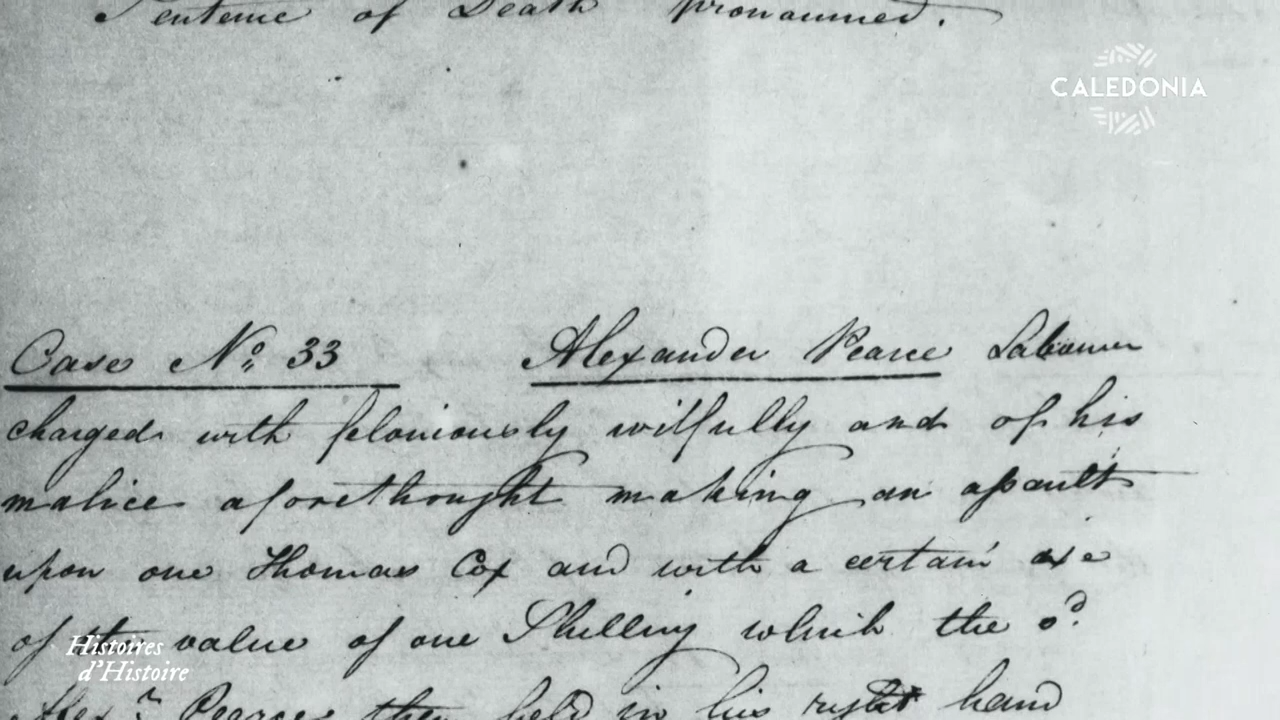 Sentence of Death pronounced.
CALEDONIA
Case No. 33 Alexander Pearce Labourer
charged with feloniously wilfully and of his
malice aforethought making an assault
upon one Thomas Cox and with a certain axe
of the value of one Shilling which the sd.
Histoires
d'Histoire
Alexr. Pearce then held in his right hand